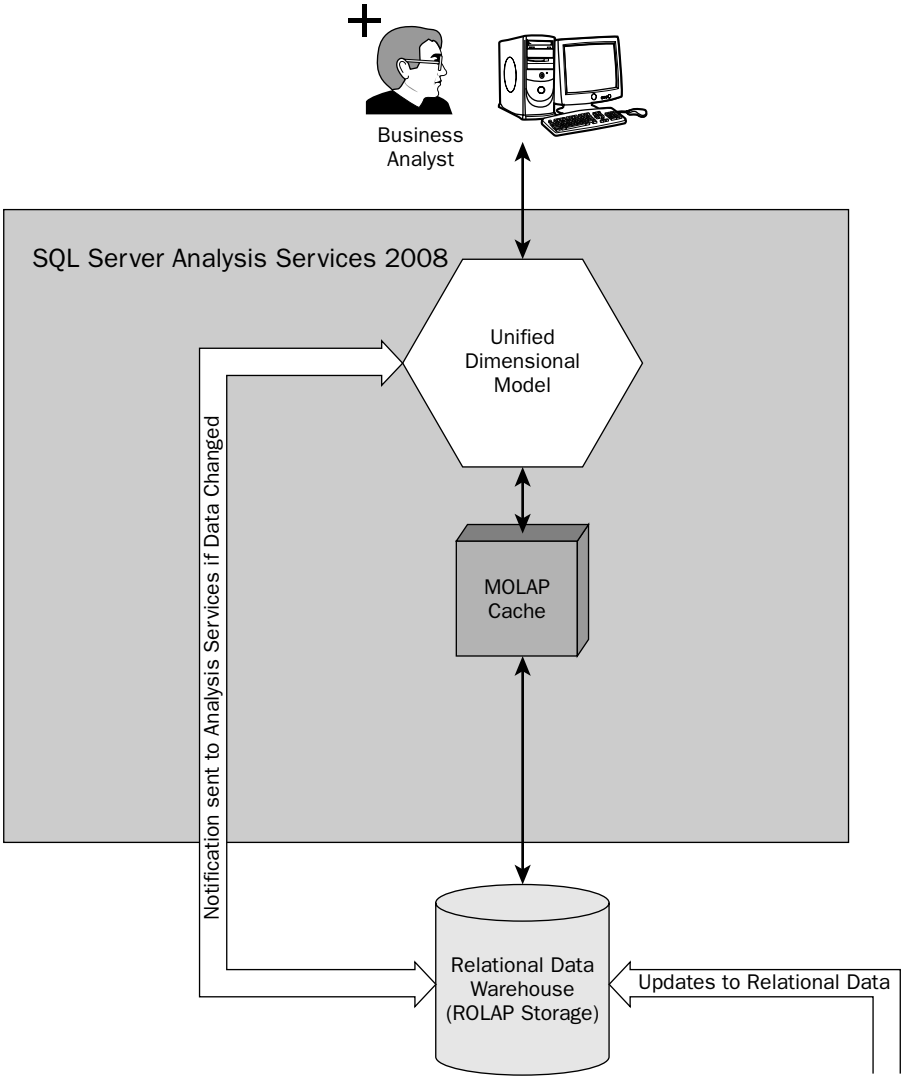 Business
Analyst
SQL Server Analysis Services 2008
Unified
Dimensional
Model
Notification sent to Analysis Services if Data Changed
MOLAP
Cache
Relational Data
Warehouse
(ROLAP Storage)
Updates to Relational Data